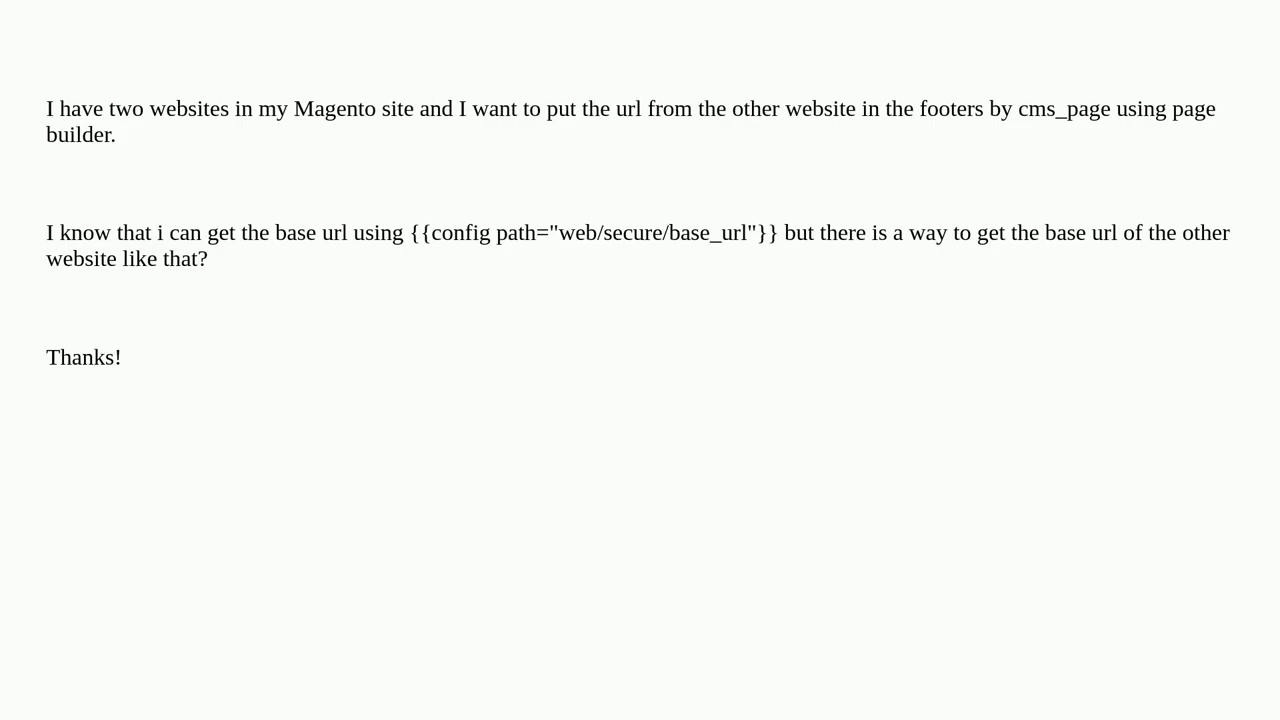 I have two websites in my Magento site and I want to put the url from the other website in the footers by cms_page using page
builder.
I know that i can get the base url using {{config path="web/secure/base_url"}} but there is a way to get the base url of the other
website like that?
Thanks!